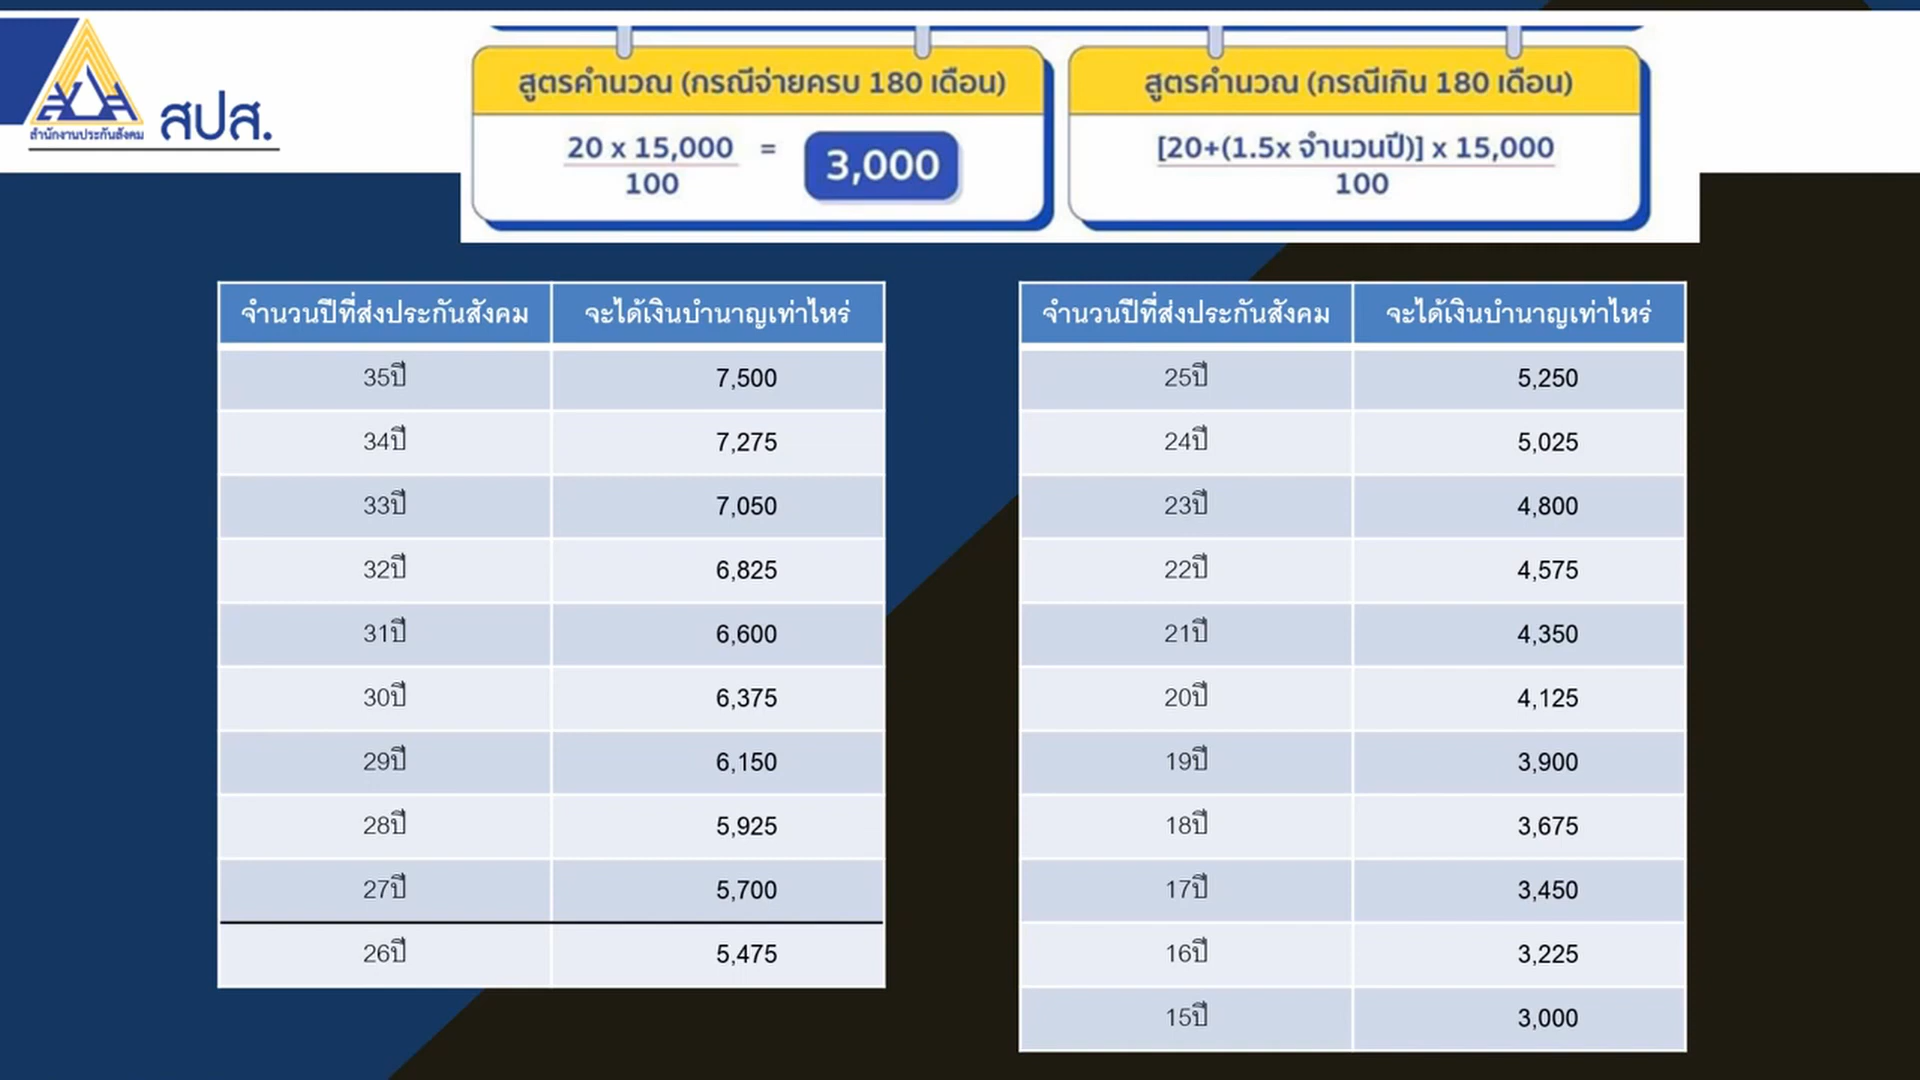 สำนักงานประกันสังคม
สปส.
สูตรคำนวณ (กรณีจ่ายครบ 180 เดือน)
20 x 15,000
100
=
3,000
สูตรคำนวณ (กรณีเกิน 180 เดือน)
[20+(1.5x จำนวนปี)] x 15,000
100
จำนวนปีที่ส่งประกันสังคม จะได้เงินบำนาญเท่าไหร่
35ปี 7,500
34ปี 7,275
33ปี 7,050
32ปี 6,825
31ปี 6,600
30ปี 6,375
29ปี 6,150
28ปี 5,925
27ปี 5,700
26ปี 5,475
จำนวนปีที่ส่งประกันสังคม จะได้เงินบำนาญเท่าไหร่
25ปี 5,250
24ปี 5,025
23ปี 4,800
22ปี 4,575
21ปี 4,350
20ปี 4,125
19ปี 3,900
18ปี 3,675
17ปี 3,450
16ปี 3,225
15ปี 3,000